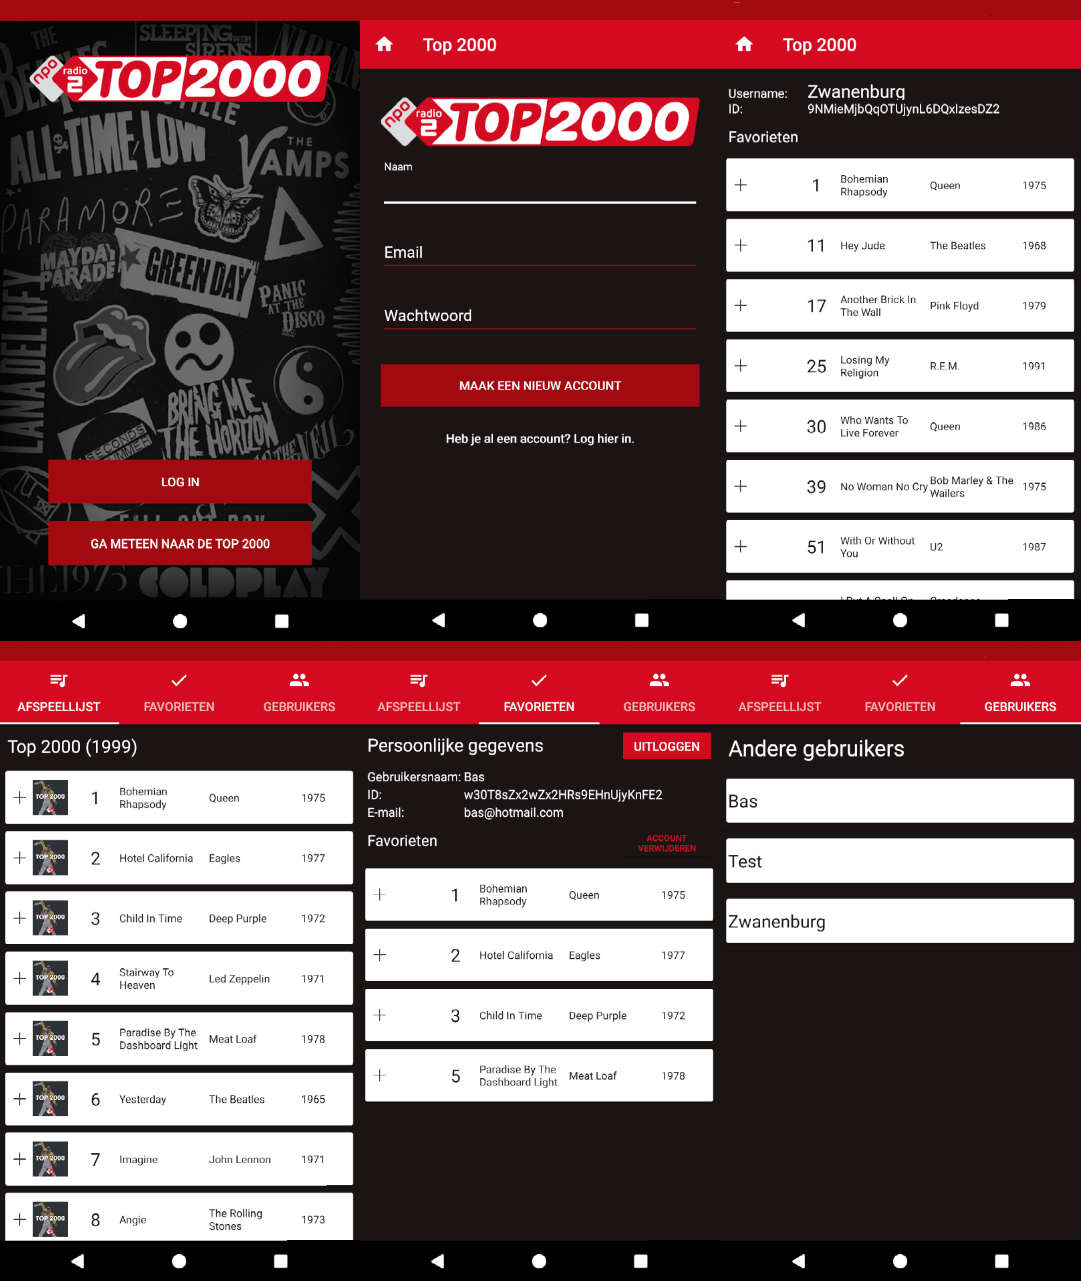 THE
SLEEPING WITH
SIRENS
NIRVANA
npo radio 2 TOP 2000
ALL TIME LOW
THE
VAMPS
PARAMORE
MAYDAY
PARADE
GREEN DAY
PANIC
AT THE
DISCO
LANA DEL REY
BRING ME
THE HORIZON
LOG IN
GA METEEN NAAR DE TOP 2000
COLDPLAY
Top 2000
npo radio 2 TOP 2000
Naam
Email
Wachtwoord
MAAK EEN NIEUW ACCOUNT
Heb je al een account? Log hier in.
Top 2000
Username: Zwanenburg
ID: 9NMieMjbQqOTUjynL6DQxIzesDZ2
Favorieten
1 Bohemian Rhapsody Queen 1975
11 Hey Jude The Beatles 1968
17 Another Brick In The Wall Pink Floyd 1979
25 Losing My Religion R.E.M. 1991
30 Who Wants To Live Forever Queen 1986
39 No Woman No Cry Bob Marley & The Wailers 1975
51 With Or Without You U2 1987
AFSPEELLIJST FAVORIETEN GEBRUIKERS
Top 2000 (1999)
TOP 2000 1 Bohemian Rhapsody Queen 1975
TOP 2000 2 Hotel California Eagles 1977
TOP 2000 3 Child In Time Deep Purple 1972
TOP 2000 4 Stairway To Heaven Led Zeppelin 1971
TOP 2000 5 Paradise By The Dashboard Light Meat Loaf 1978
TOP 2000 6 Yesterday The Beatles 1965
TOP 2000 7 Imagine John Lennon 1971
TOP 2000 8 Angie The Rolling Stones 1973
AFSPEELLIJST FAVORIETEN GEBRUIKERS
Persoonlijke gegevens UITLOGGEN
Gebruikersnaam: Bas
ID: w30T8sZx2wZx2HRs9EHnUjyKnFE2
E-mail: bas@hotmail.com
Favorieten ACCOUNT VERWIJDEREN
1 Bohemian Rhapsody Queen 1975
2 Hotel California Eagles 1977
3 Child In Time Deep Purple 1972
5 Paradise By The Dashboard Light Meat Loaf 1978
AFSPEELLIJST FAVORIETEN GEBRUIKERS
Andere gebruikers
Bas
Test
Zwanenburg